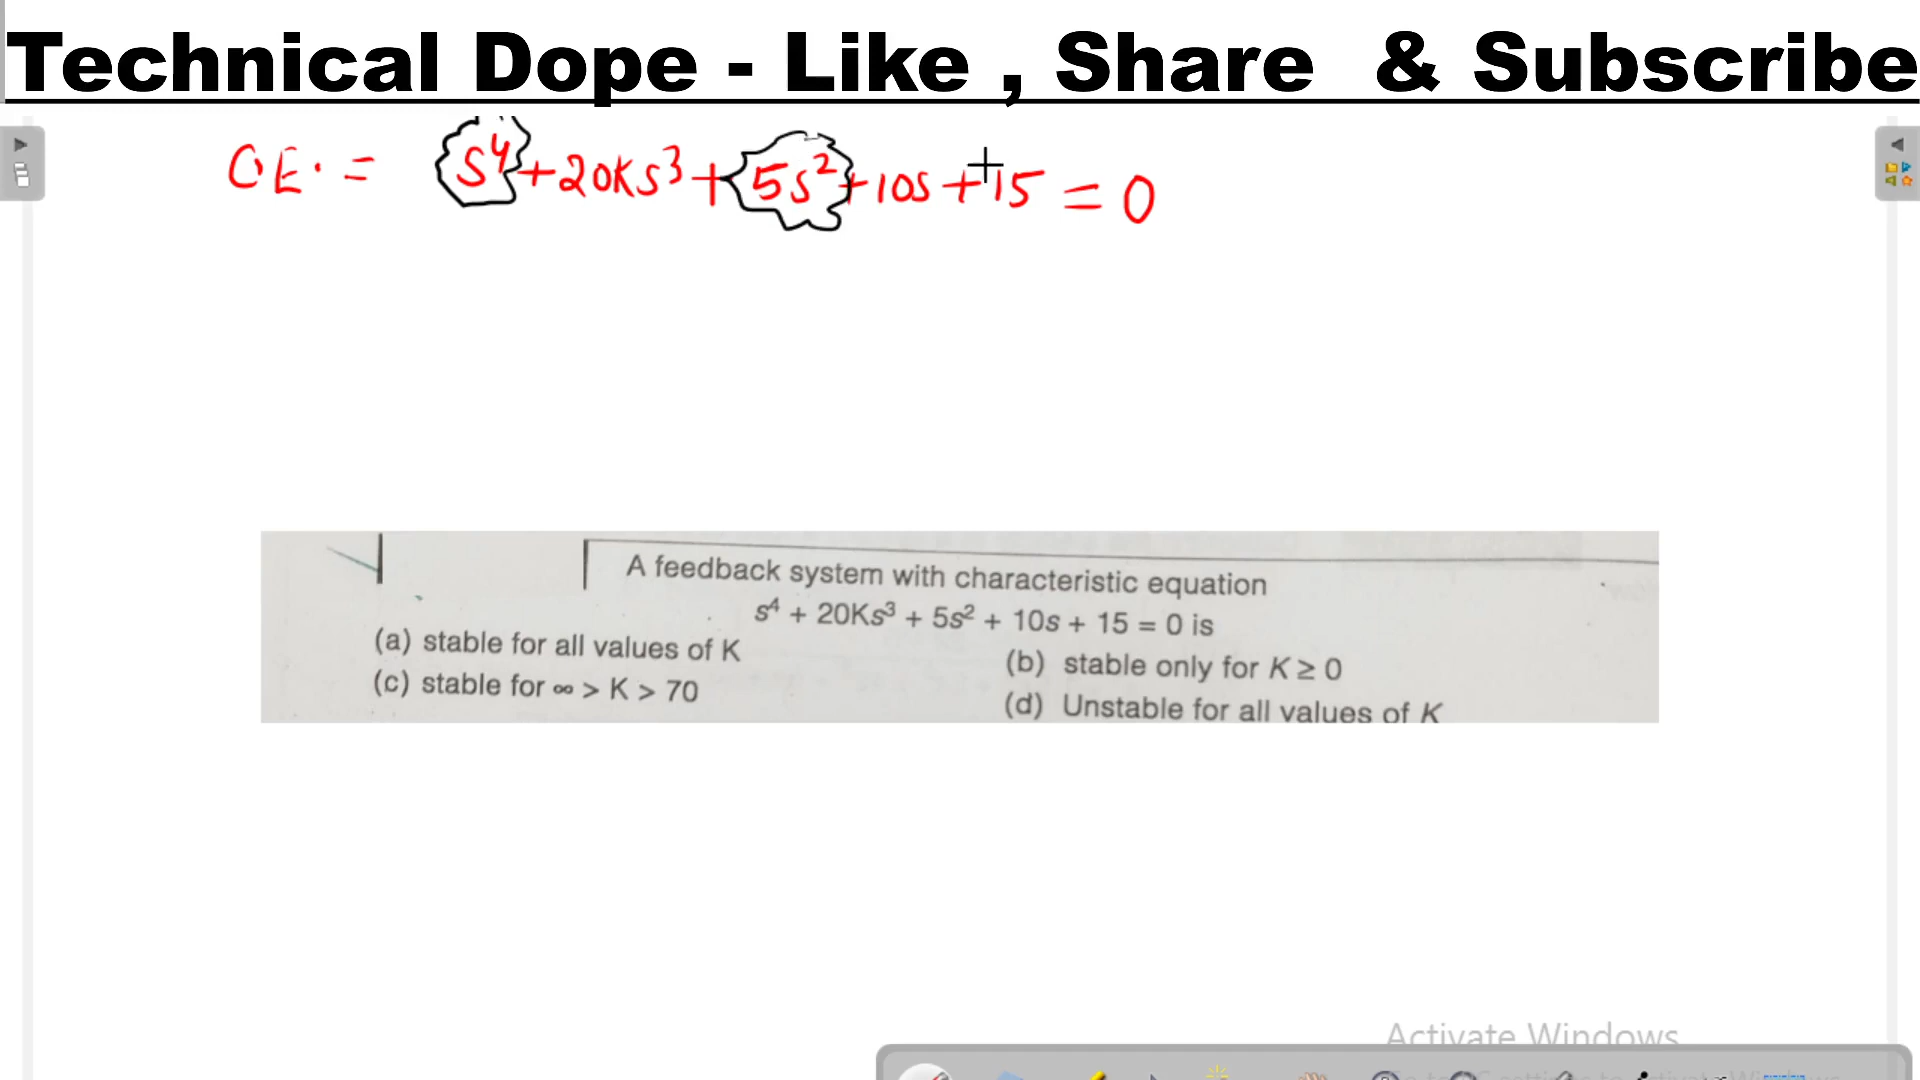 Technical Dope - Like , Share & Subscribe
C.E. = s⁴+20Ks³+5s²+10s+15 = 0
A feedback system with characteristic equation
s⁴ + 20Ks³ + 5s² + 10s + 15 = 0 is
(a) stable for all values of K
(b) stable only for K ≥ 0
(c) stable for ∞ > K > 70
(d) Unstable for all values of K
Activate Windows